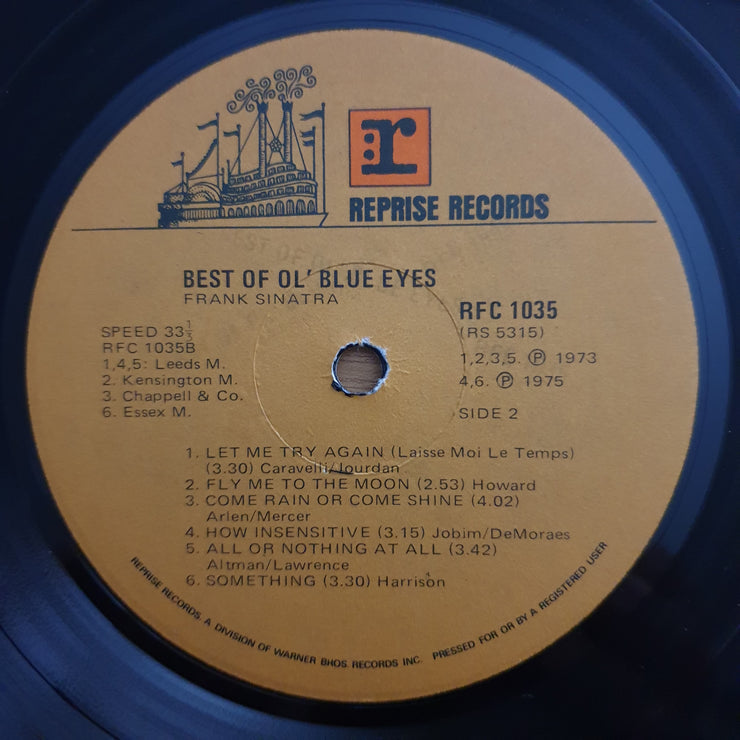 r
REPRISE RECORDS
BEST OF OL' BLUE EYES
FRANK SINATRA
SPEED 33⅓
RFC 1035B
1,4,5: Leeds M.
2. Kensington M.
3. Chappell & Co.
6. Essex M.
RFC 1035
(RS 5315)
1,2,3,5. Ⓟ 1973
4,6. Ⓟ 1975
SIDE 2
1. LET ME TRY AGAIN (Laisse Moi Le Temps)
(3.30) Caravelli/Jourdan
2. FLY ME TO THE MOON (2.53) Howard
3. COME RAIN OR COME SHINE (4.02)
Arlen/Mercer
4. HOW INSENSITIVE (3.15) Jobim/DeMoraes
5. ALL OR NOTHING AT ALL (3.42)
Altman/Lawrence
6. SOMETHING (3.30) Harrison
REPRISE RECORDS, A DIVISION OF WARNER BROS. RECORDS INC. PRESSED FOR OR BY A REGISTERED USER